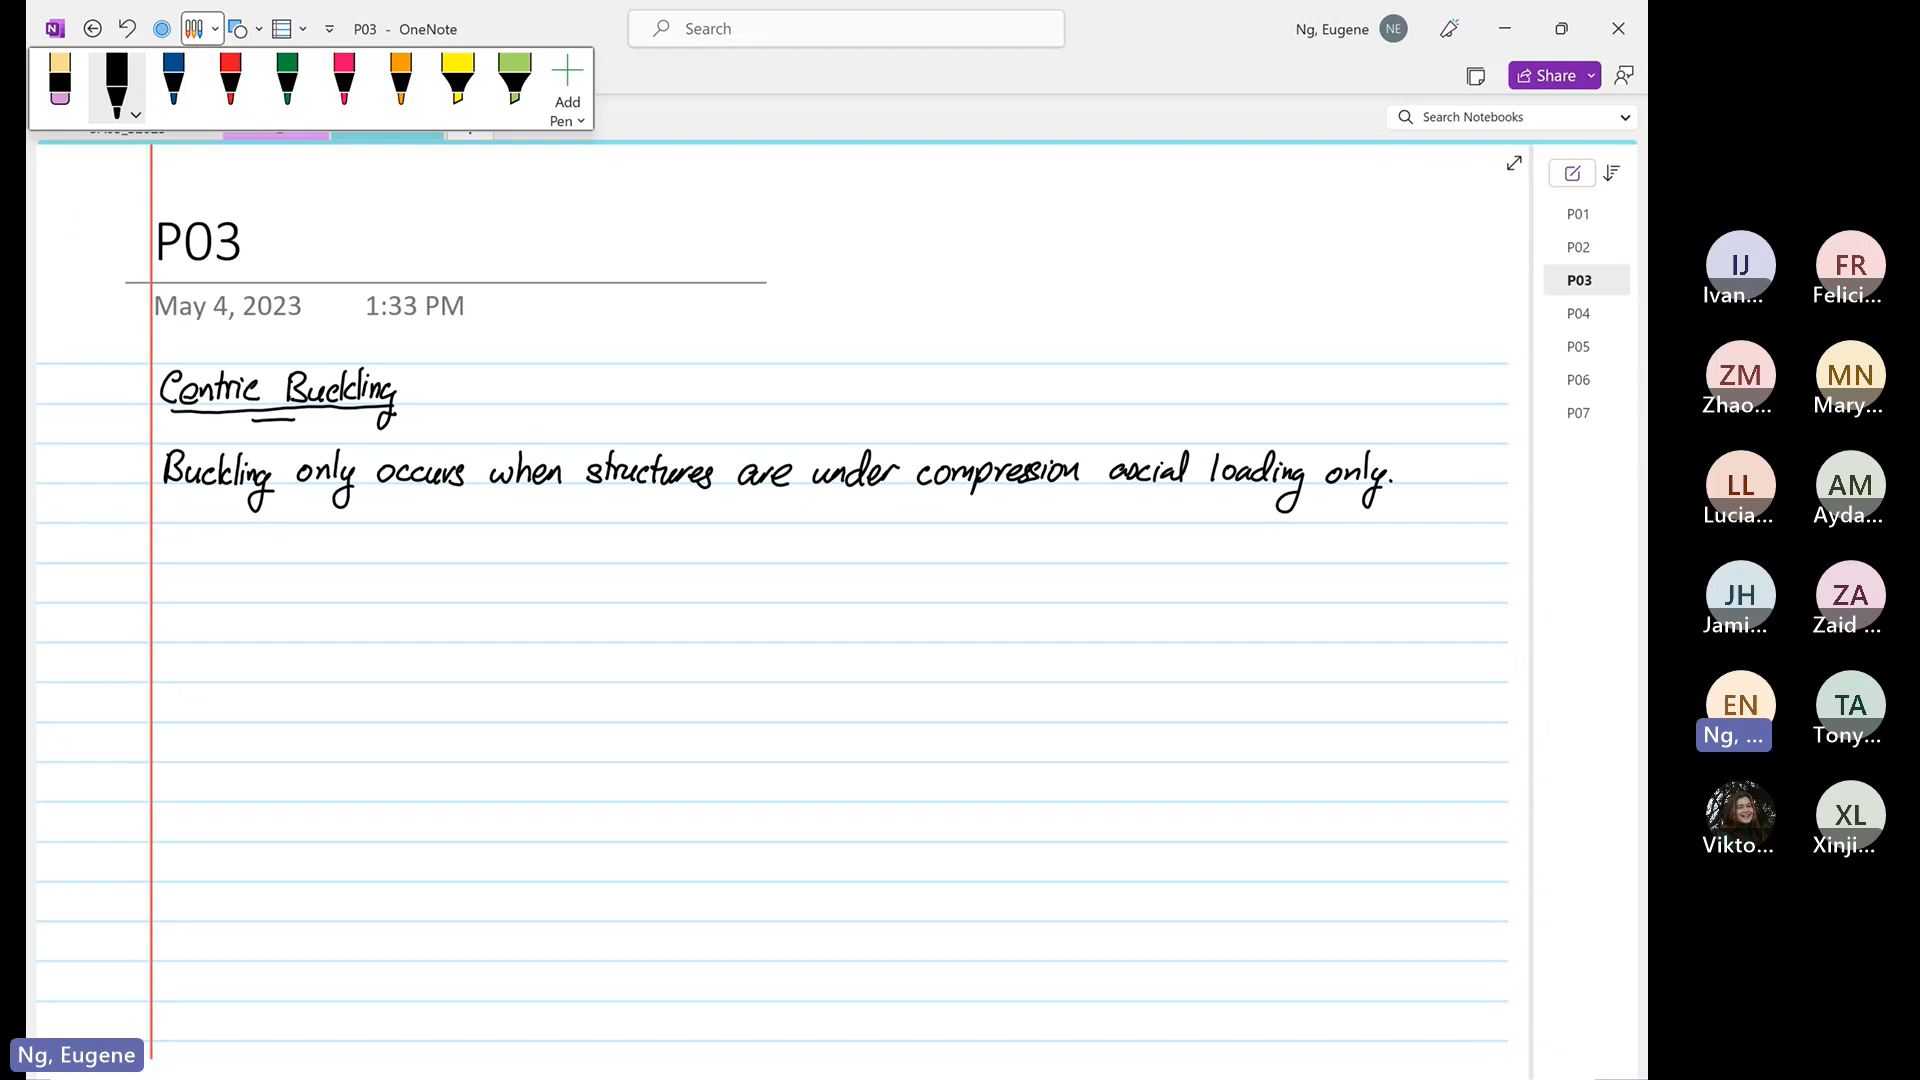 P03 - OneNote
Search
Ng, Eugene
NE
Add
Pen
Share
Search Notebooks
P03
May 4, 2023 1:33 PM
Centric Buckling
Buckling only occurs when structures are under compression axial loading only.
P01
P02
P03
P04
P05
P06
P07
IJ
Ivan...
FR
Felici...
ZM
Zhao...
MN
Mary...
LL
Lucia...
AM
Ayda...
JH
Jami...
ZA
Zaid ...
EN
Ng, ...
TA
Tony...
Vikto...
XL
Xinji...
Ng, Eugene